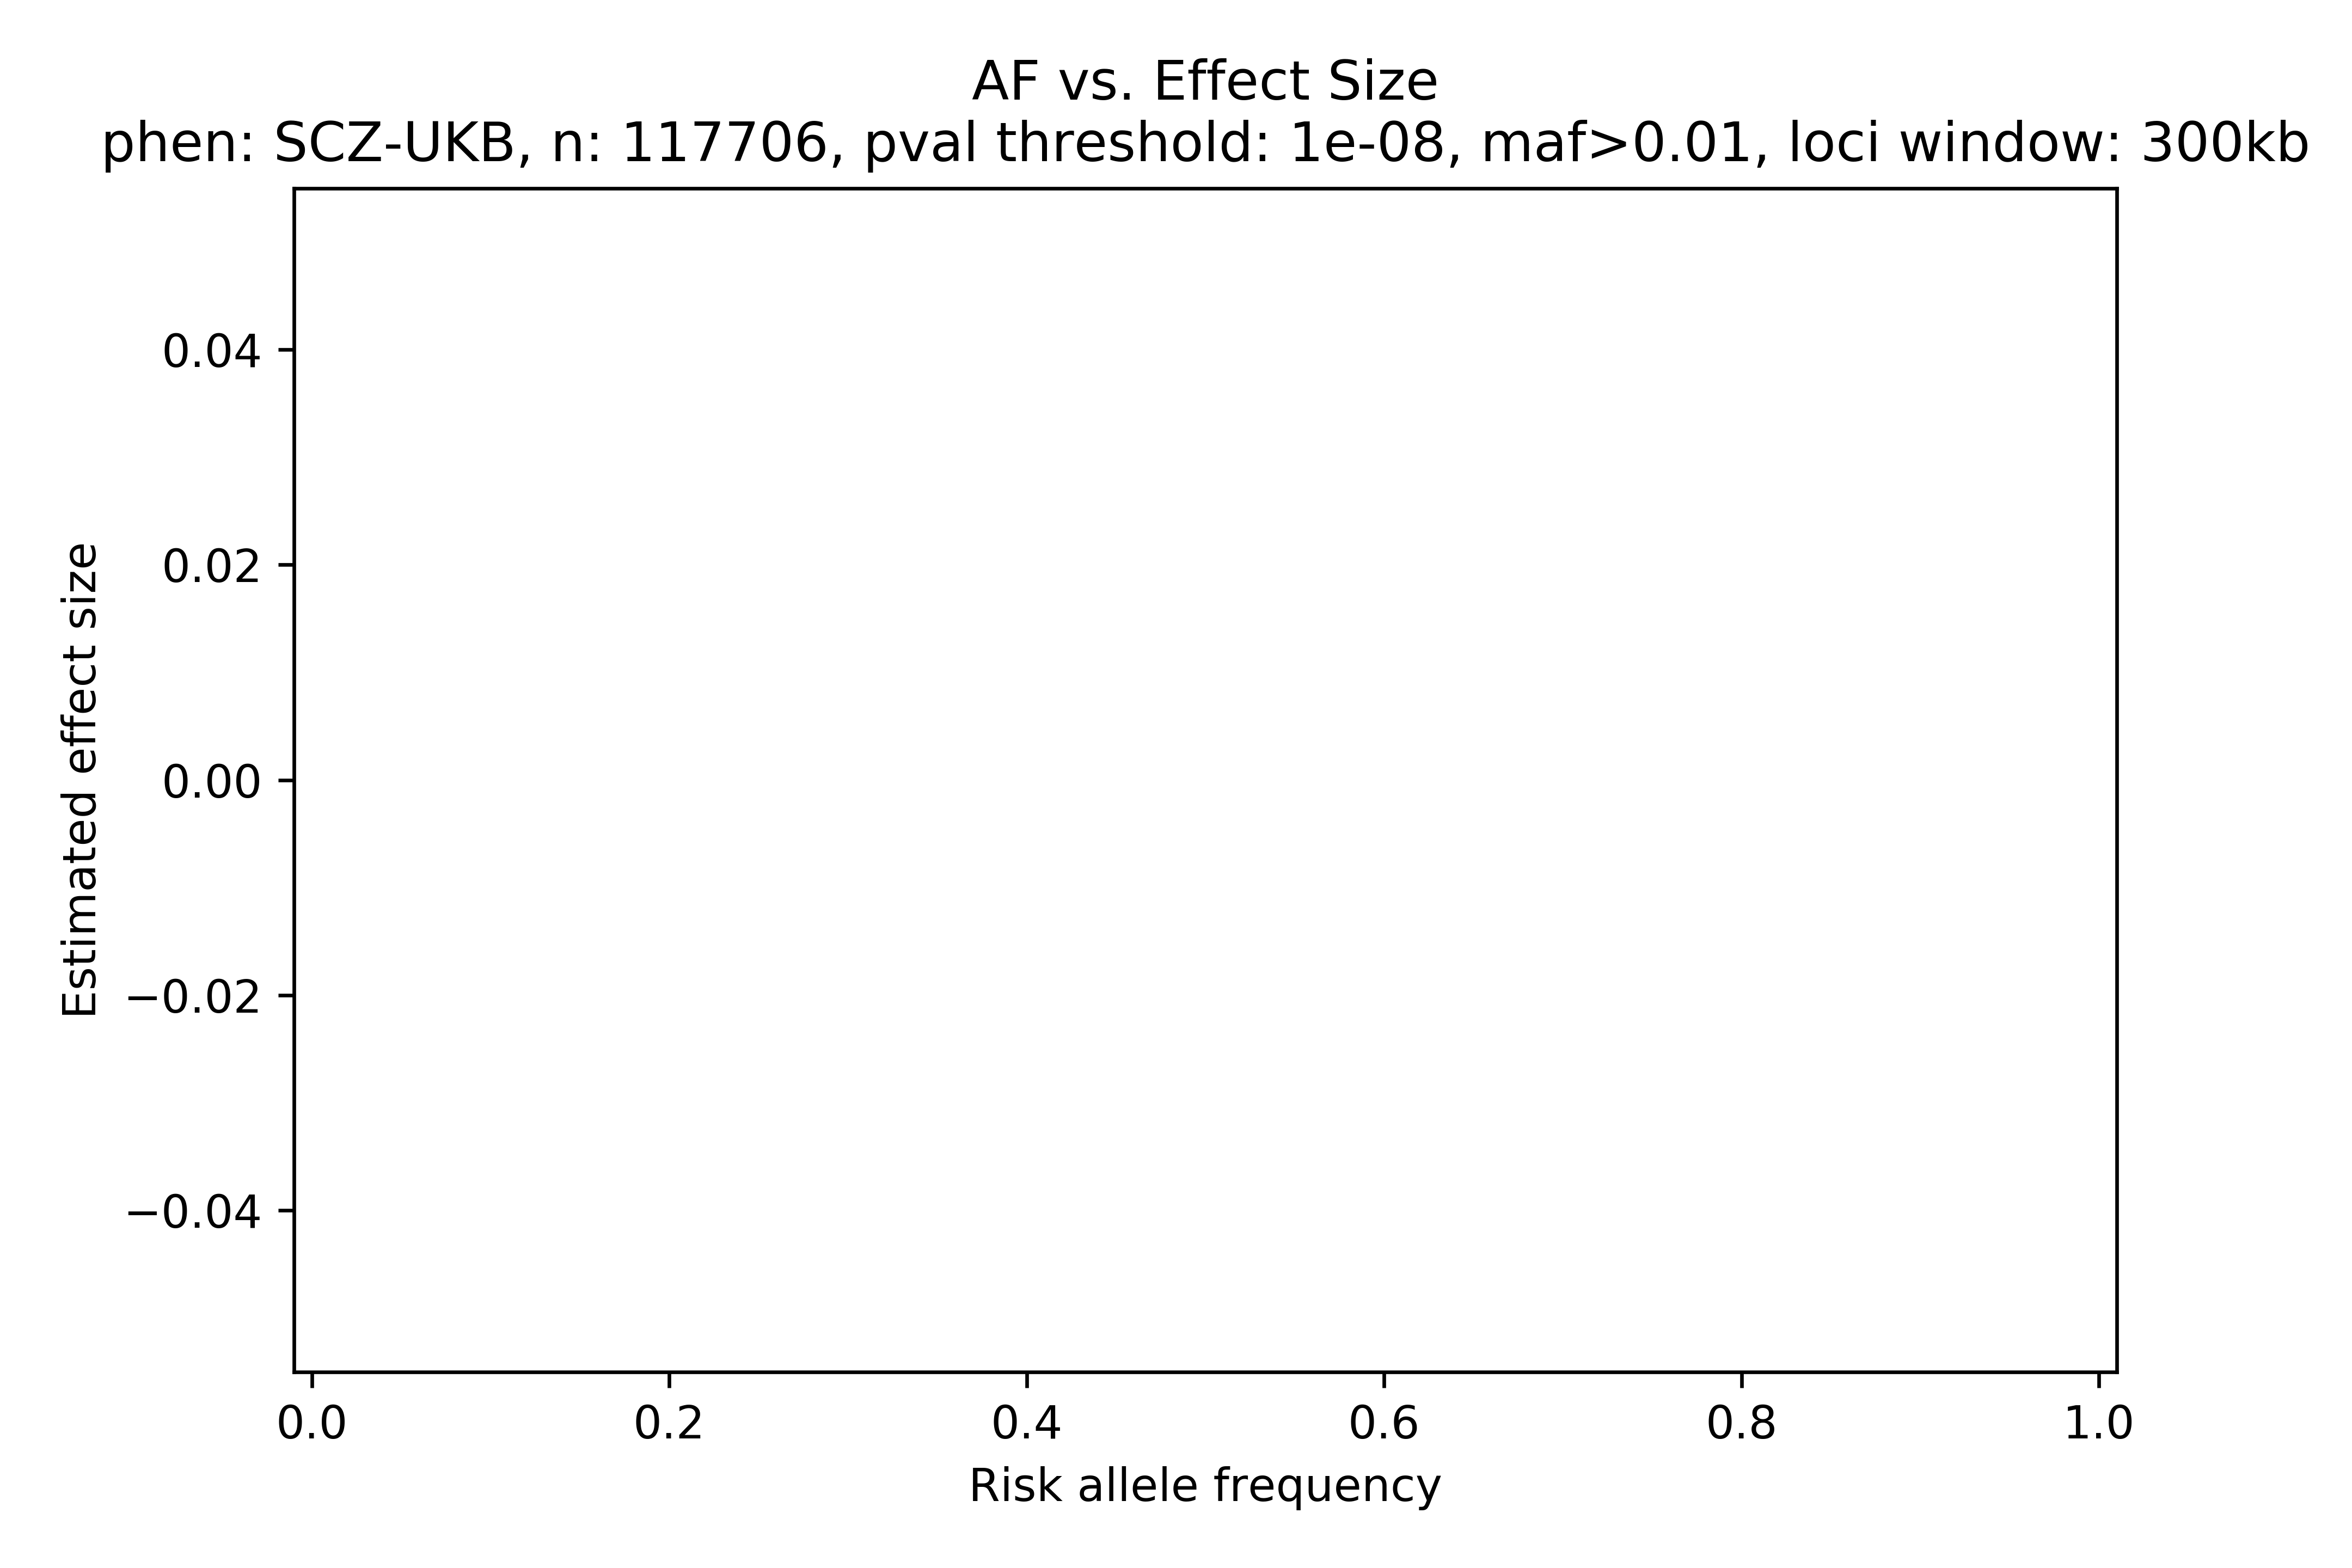 AF vs. Effect Size
phen: SCZ-UKB, n: 117706, pval threshold: 1e-08, maf>0.01, loci window: 300kb
Estimated effect size
0.04
0.02
0.00
−0.02
−0.04
0.0 0.2 0.4 0.6 0.8 1.0
Risk allele frequency